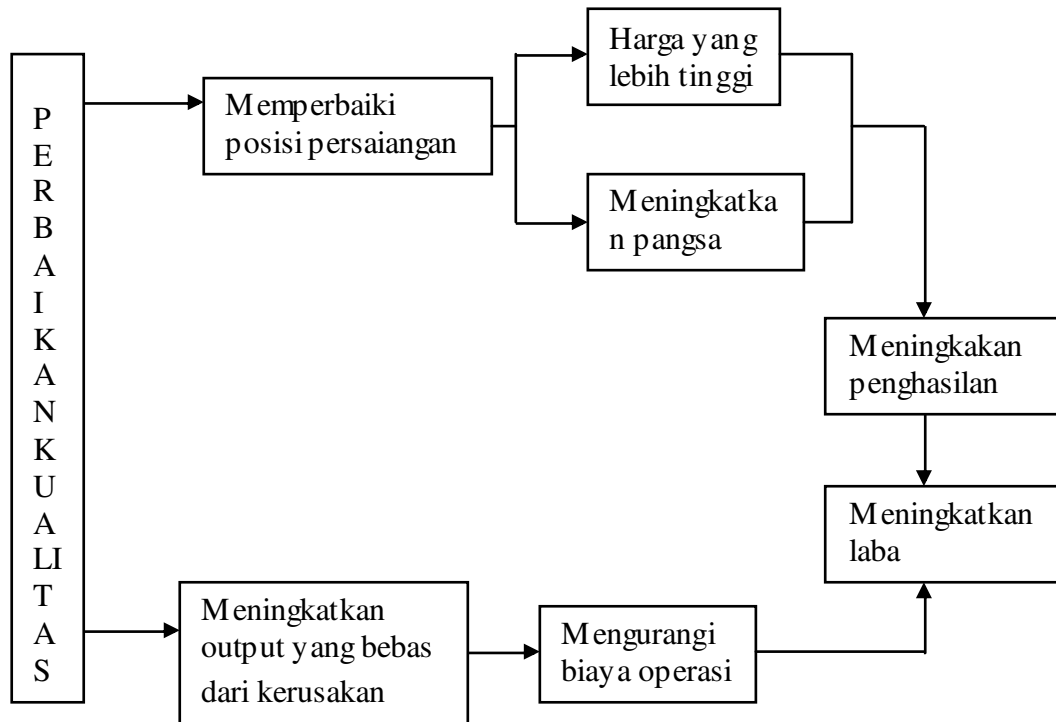 P
E
R
B
A
I
K
A
N
K
U
A
LI
T
A
S
Memperbaiki
posisi persaiangan
Harga yang
lebih tinggi
Meningkatka
n pangsa
Meningkakan
penghasilan
Meningkatkan
laba
Meningkatkan
output yang bebas
dari kerusakan
Mengurangi
biaya operasi